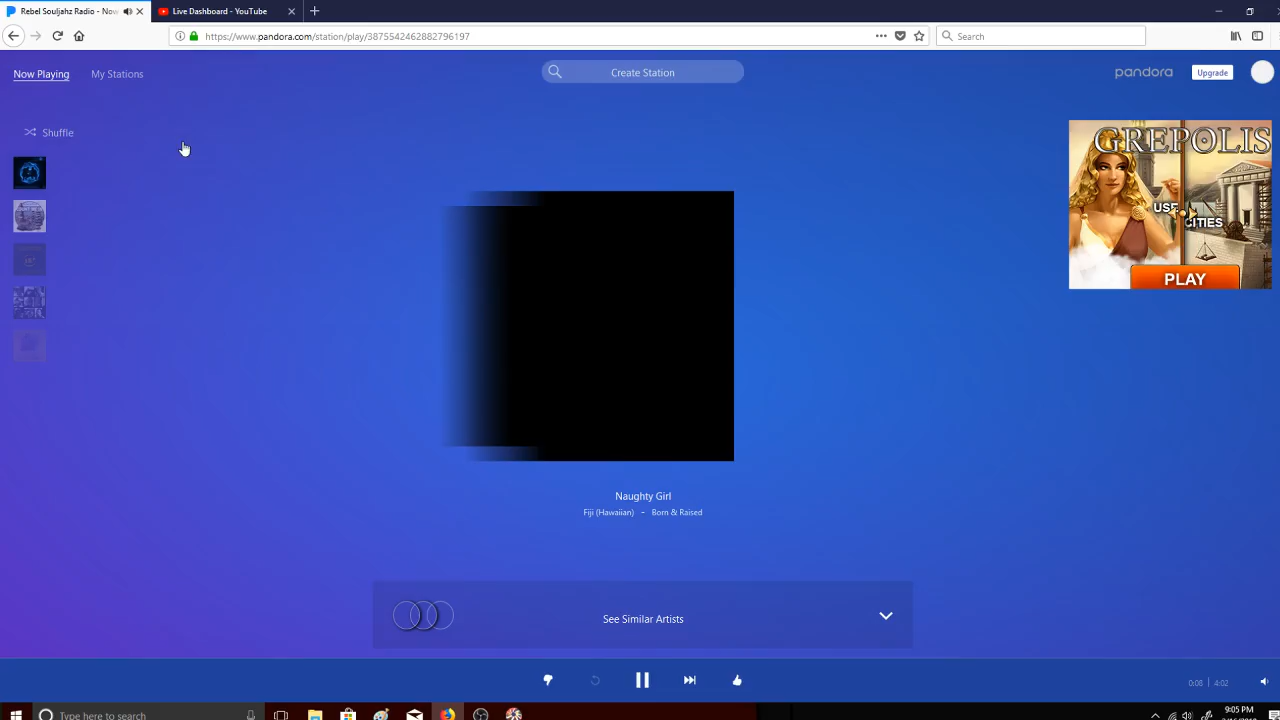 Rebel Souljahz Radio - Now
Live Dashboard - YouTube
https://www.pandora.com/station/play/3875542462882796197
Search
Now Playing
My Stations
Create Station
pandora
Upgrade
Shuffle
GREPOLIS
USE
CITIES
PLAY
Naughty Girl
Fiji (Hawaiian) - Born & Raised
See Similar Artists
0:08 | 4:02
Type here to search
9:05 PM